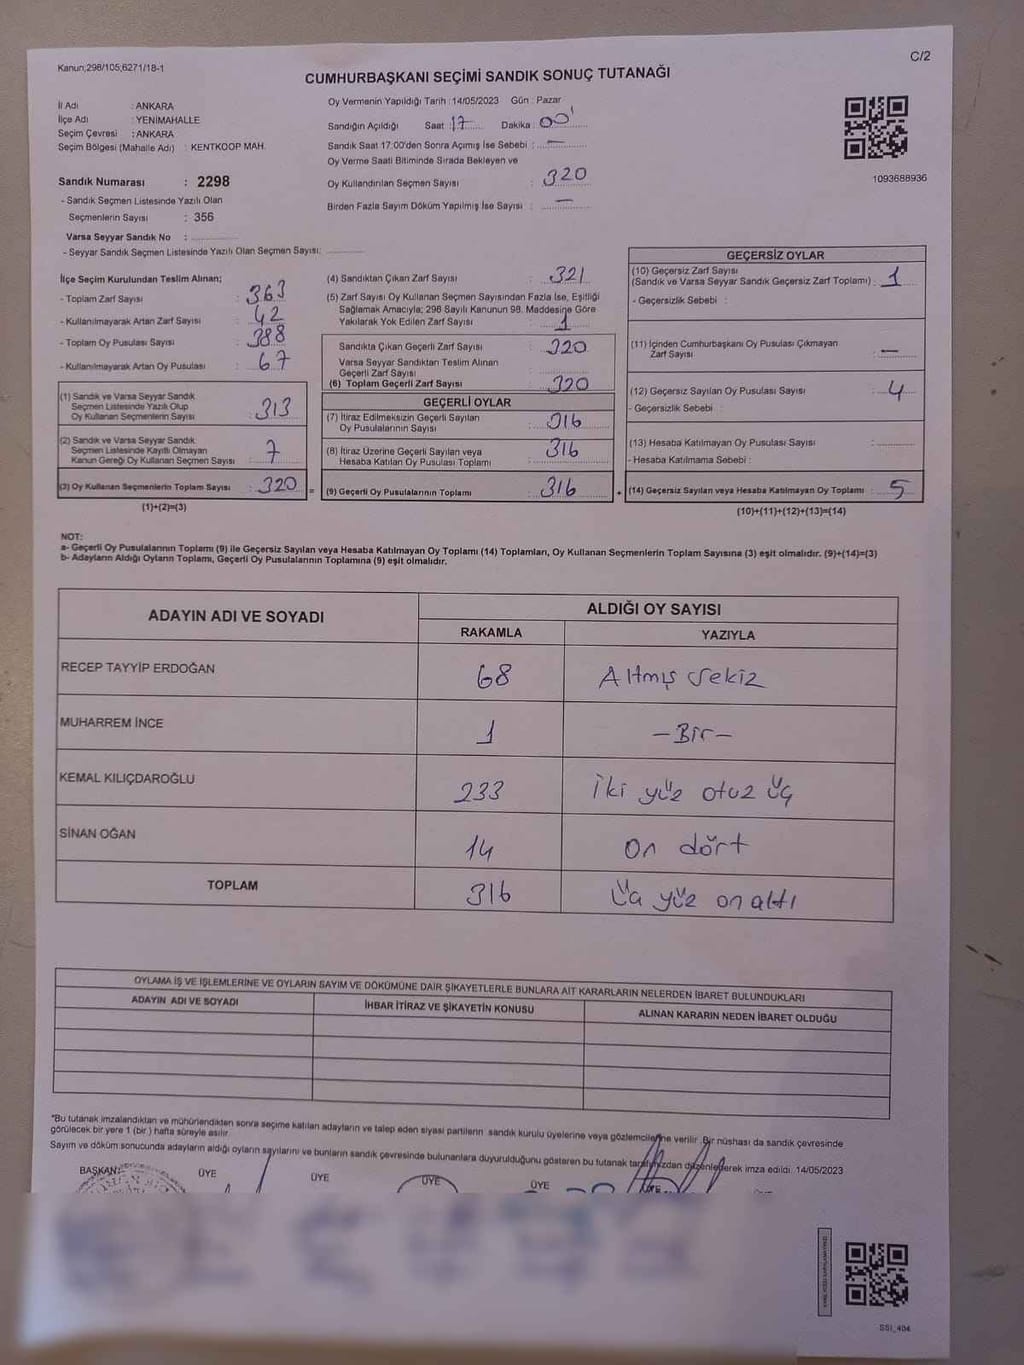 Kanun;298/105,6271/18-1
C/2
CUMHURBAŞKANI SEÇİMİ SANDIK SONUÇ TUTANAĞI
İl Adı : ANKARA
İlçe Adı : YENİMAHALLE
Seçim Çevresi : ANKARA
Seçim Bölgesi (Mahalle Adı) : KENTKOOP MAH.
Oy Vermenin Yapıldığı Tarih : 14/05/2023 Gün : Pazar
Sandığın Açıldığı Saat : 17 Dakika : 00
Sandık Saat 17:00'den Sonra Açımış İse Sebebi : —
Oy Verme Saati Bitiminde Sırada Bekleyen ve
Oy Kullandırılan Seçmen Sayısı : 320
Birden Fazla Sayım Döküm Yapılmış İse Sayısı : —
1093688936
Sandık Numarası : 2298
- Sandık Seçmen Listesinde Yazılı Olan
Seçmenlerin Sayısı : 356
Varsa Seyyar Sandık No :
- Seyyar Sandık Seçmen Listesinde Yazılı Olan Seçmen Sayısı:
İlçe Seçim Kurulundan Teslim Alınan;
- Toplam Zarf Sayısı : 363
- Kullanılmayarak Artan Zarf Sayısı : 42
- Toplam Oy Pusulası Sayısı : 388
- Kullanılmayarak Artan Oy Pusulası : 67
(1) Sandık ve Varsa Seyyar Sandık
Seçmen Listesinde Yazılı Olup
Oy Kullanan Seçmenlerin Sayısı : 313
(2) Sandık ve Varsa Seyyar Sandık
Seçmen Listesinde Kayıtlı Olmayan
Kanun Gereği Oy Kullanan Seçmen Sayısı : 7
(3) Oy Kullanan Seçmenlerin Toplam Sayısı : 320
(1)+(2)=(3)
(4) Sandıktan Çıkan Zarf Sayısı : 321
(5) Zarf Sayısı Oy Kullanan Seçmen Sayısından Fazla İse, Eşitliği
Sağlamak Amacıyla; 298 Sayılı Kanunun 98. Maddesine Göre
Yakılarak Yok Edilen Zarf Sayısı : 1
Sandıkta Çıkan Geçerli Zarf Sayısı : 320
Varsa Seyyar Sandıktan Teslim Alınan
Geçerli Zarf Sayısı :
(6) Toplam Geçerli Zarf Sayısı : 320
GEÇERLİ OYLAR
(7) İtiraz Edilmeksizin Geçerli Sayılan
Oy Pusulalarının Sayısı : 316
(8) İtiraz Üzerine Geçerli Sayılan veya
Hesaba Katılan Oy Pusulası Toplamı : 316
= (9) Geçerli Oy Pusulalarının Toplamı : 316
GEÇERSİZ OYLAR
(10) Geçersiz Zarf Sayısı
(Sandık ve Varsa Seyyar Sandık Geçersiz Zarf Toplamı) : 1
- Geçersizlik Sebebi :
(11) İçinden Cumhurbaşkanı Oy Pusulası Çıkmayan
Zarf Sayısı : —
(12) Geçersiz Sayılan Oy Pusulası Sayısı : 4
- Geçersizlik Sebebi :
(13) Hesaba Katılmayan Oy Pusulası Sayısı :
- Hesaba Katılmama Sebebi :
+ (14) Geçersiz Sayılan veya Hesaba Katılmayan Oy Toplamı : 5
(10)+(11)+(12)+(13)=(14)
NOT:
a- Geçerli Oy Pusulalarının Toplamı (9) ile Geçersiz Sayılan veya Hesaba Katılmayan Oy Toplamı (14) Toplamları, Oy Kullanan Seçmenlerin Toplam Sayısına (3) eşit olmalıdır. (9)+(14)=(3)
b- Adayların Aldığı Oyların Toplamı, Geçerli Oy Pusulalarının Toplamına (9) eşit olmalıdır.
ADAYIN ADI VE SOYADI
ALDIĞI OY SAYISI
RAKAMLA YAZIYLA
RECEP TAYYİP ERDOĞAN 68 Altmış Sekiz
MUHARREM İNCE 1 -Bir-
KEMAL KILIÇDAROĞLU 233 İki yüz otuz üç
SİNAN OĞAN 14 On dört
TOPLAM 316 Üç yüz on altı
OYLAMA İŞ VE İŞLEMLERİNE VE OYLARIN SAYIM VE DÖKÜMÜNE DAİR ŞİKAYETLERLE BUNLARA AİT KARARLARIN NELERDEN İBARET BULUNDUKLARI
ADAYIN ADI VE SOYADI İHBAR İTİRAZ VE ŞİKAYETİN KONUSU ALINAN KARARIN NEDEN İBARET OLDUĞU
*Bu tutanak imzalandıktan ve mühürlendikten sonra seçime katılan adayların ve talep eden siyasi partilerin sandık kurulu üyelerine veya gözlemcilerine verilir. Bir nüshası da sandık çevresinde
görülecek bir yere 1 (bir) hafta süreyle asılır.
Sayım ve döküm sonucunda adayların aldığı oyların sayılarını ve bunların sandık çevresinde bulunanlara duyurulduğunu gösteren bu tutanak tarafımızdan düzenlenerek imza edildi. 14/05/2023
BAŞKAN ÜYE ÜYE ÜYE ÜYE ÜYE
SSI_404